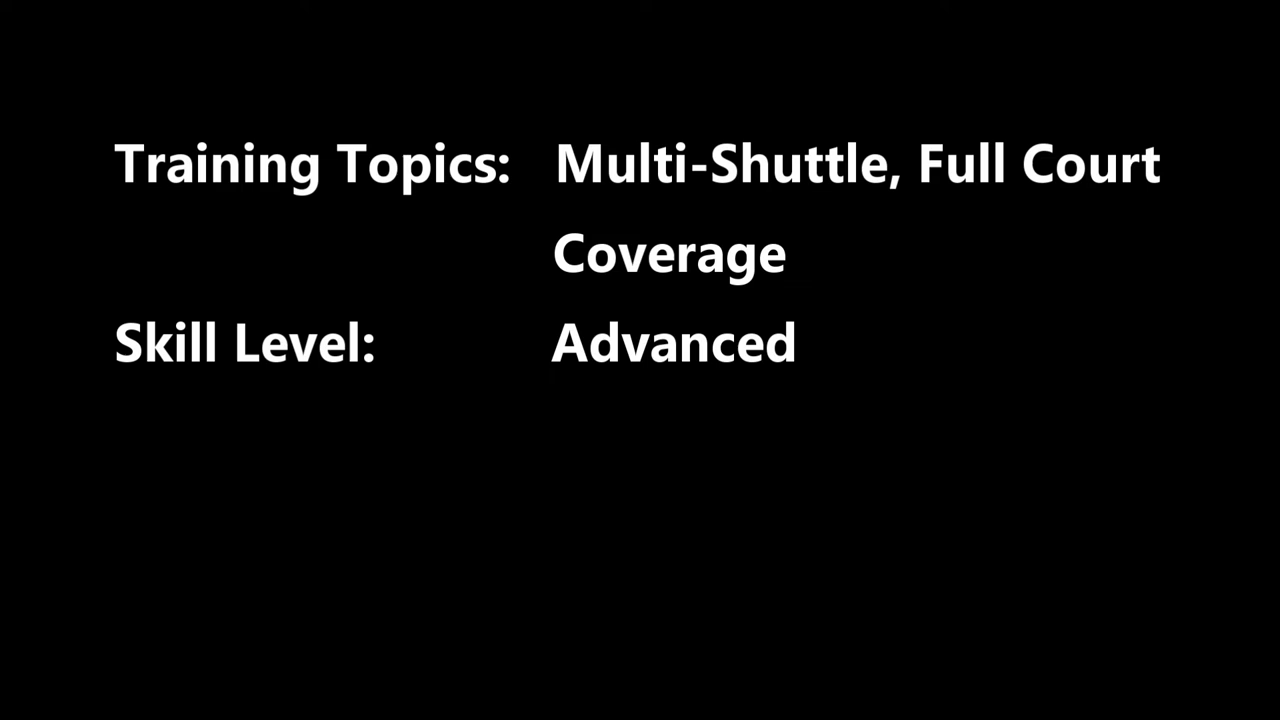 Training Topics: Multi-Shuttle, Full Court
Coverage
Skill Level: Advanced